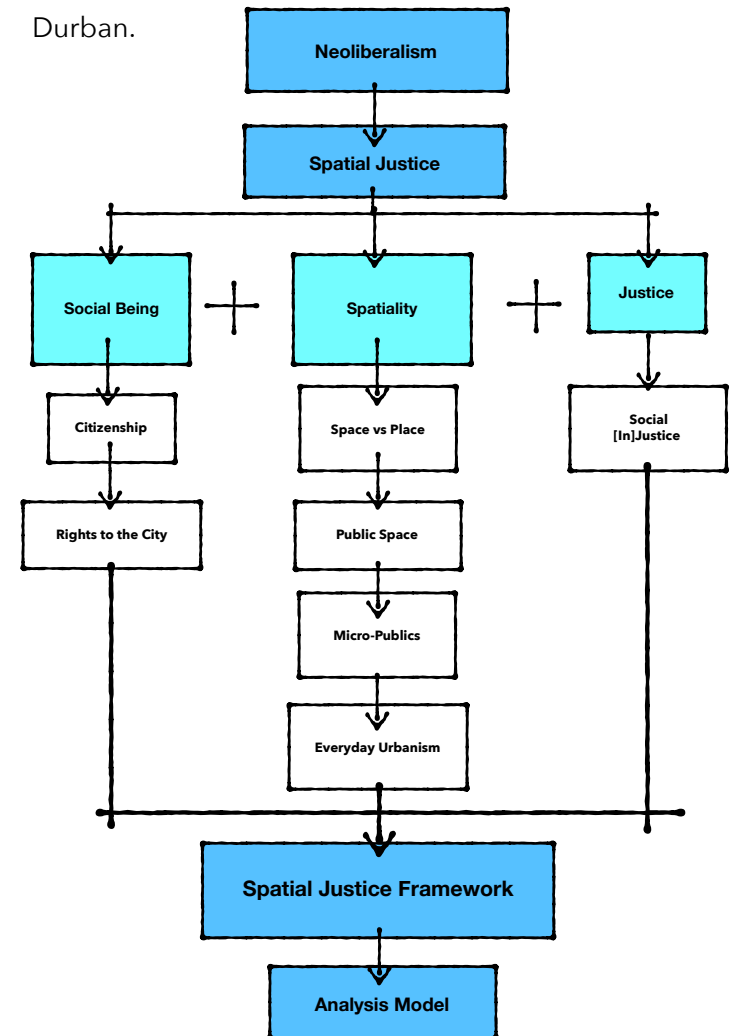 Durban.
Neoliberalism
Spatial Justice
Social Being
Spatiality
Justice
Citizenship
Space vs Place
Social
[In]Justice
Rights to the City
Public Space
Micro-Publics
Everyday Urbanism
Spatial Justice Framework
Analysis Model